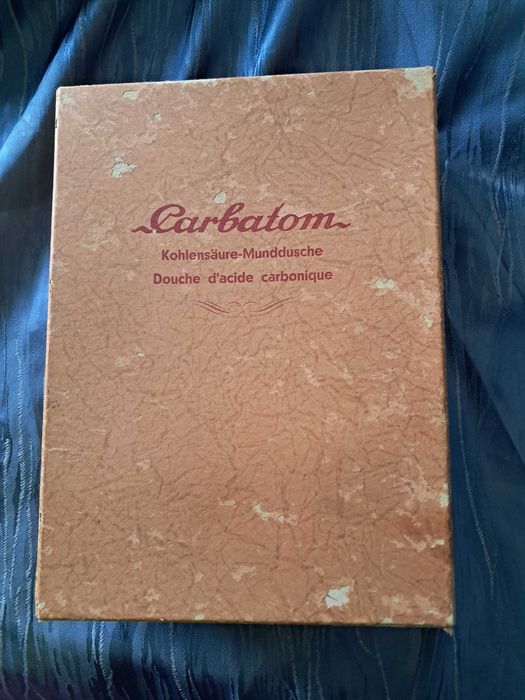 Carbatom
Kohlensäure-Munddusche
Douche d'acide carbonique